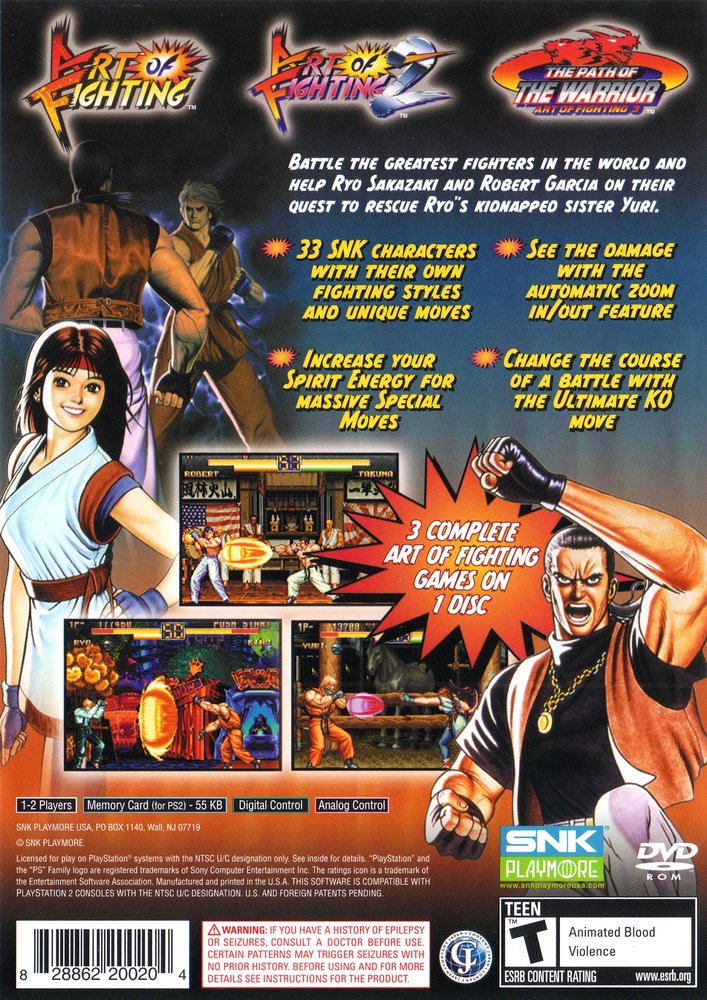 ART OF FIGHTING™
ART OF FIGHTING 2™
THE PATH OF
THE WARRIOR
ART OF FIGHTING 3™
BATTLE THE GREATEST FIGHTERS IN THE WORLD AND
HELP RYO SAKAZAKI AND ROBERT GARCIA ON THEIR
QUEST TO RESCUE RYO"S KIDNAPPED SISTER YURI.
33 SNK CHARACTERS
WITH THEIR OWN
FIGHTING STYLES
AND UNIQUE MOVES
SEE THE DAMAGE
WITH THE
AUTOMATIC ZOOM
IN/OUT FEATURE
INCREASE YOUR
SPIRIT ENERGY FOR
MASSIVE SPECIAL
MOVES
CHANGE THE COURSE
OF A BATTLE WITH
THE ULTIMATE KO
MOVE
ROBERT
TAKUMA
風林火山
3 COMPLETE
ART OF FIGHTING
GAMES ON
1 DISC
1P- 177460
PUSH START
RYO
KING
1P- 13700
YURI
1-2 Players
Memory Card (for PS2) - 55 KB
Digital Control
Analog Control
SNK PLAYMORE USA, PO BOX 1140, Wall, NJ 07719
© SNK PLAYMORE.
Licensed for play on PlayStation® systems with the NTSC U/C designation only. See inside for details. "PlayStation" and
the "PS" Family logo are registered trademarks of Sony Computer Entertainment Inc. The ratings icon is a trademark of
the Entertainment Software Association. Manufactured and printed in the U.S.A. THIS SOFTWARE IS COMPATIBLE WITH
PLAYSTATION 2 CONSOLES WITH THE NTSC U/C DESIGNATION. U.S. AND FOREIGN PATENTS PENDING.
SNK
PLAYMORE
www.snkplaymoreusa.com
DVD
ROM
8 28862 20020 4
WARNING: IF YOU HAVE A HISTORY OF EPILEPSY
OR SEIZURES, CONSULT A DOCTOR BEFORE USE.
CERTAIN PATTERNS MAY TRIGGER SEIZURES WITH
NO PRIOR HISTORY. BEFORE USING AND FOR MORE
DETAILS SEE INSTRUCTIONS FOR THE PRODUCT.
TEEN
T™
Animated Blood
Violence
ESRB CONTENT RATING
www.esrb.org